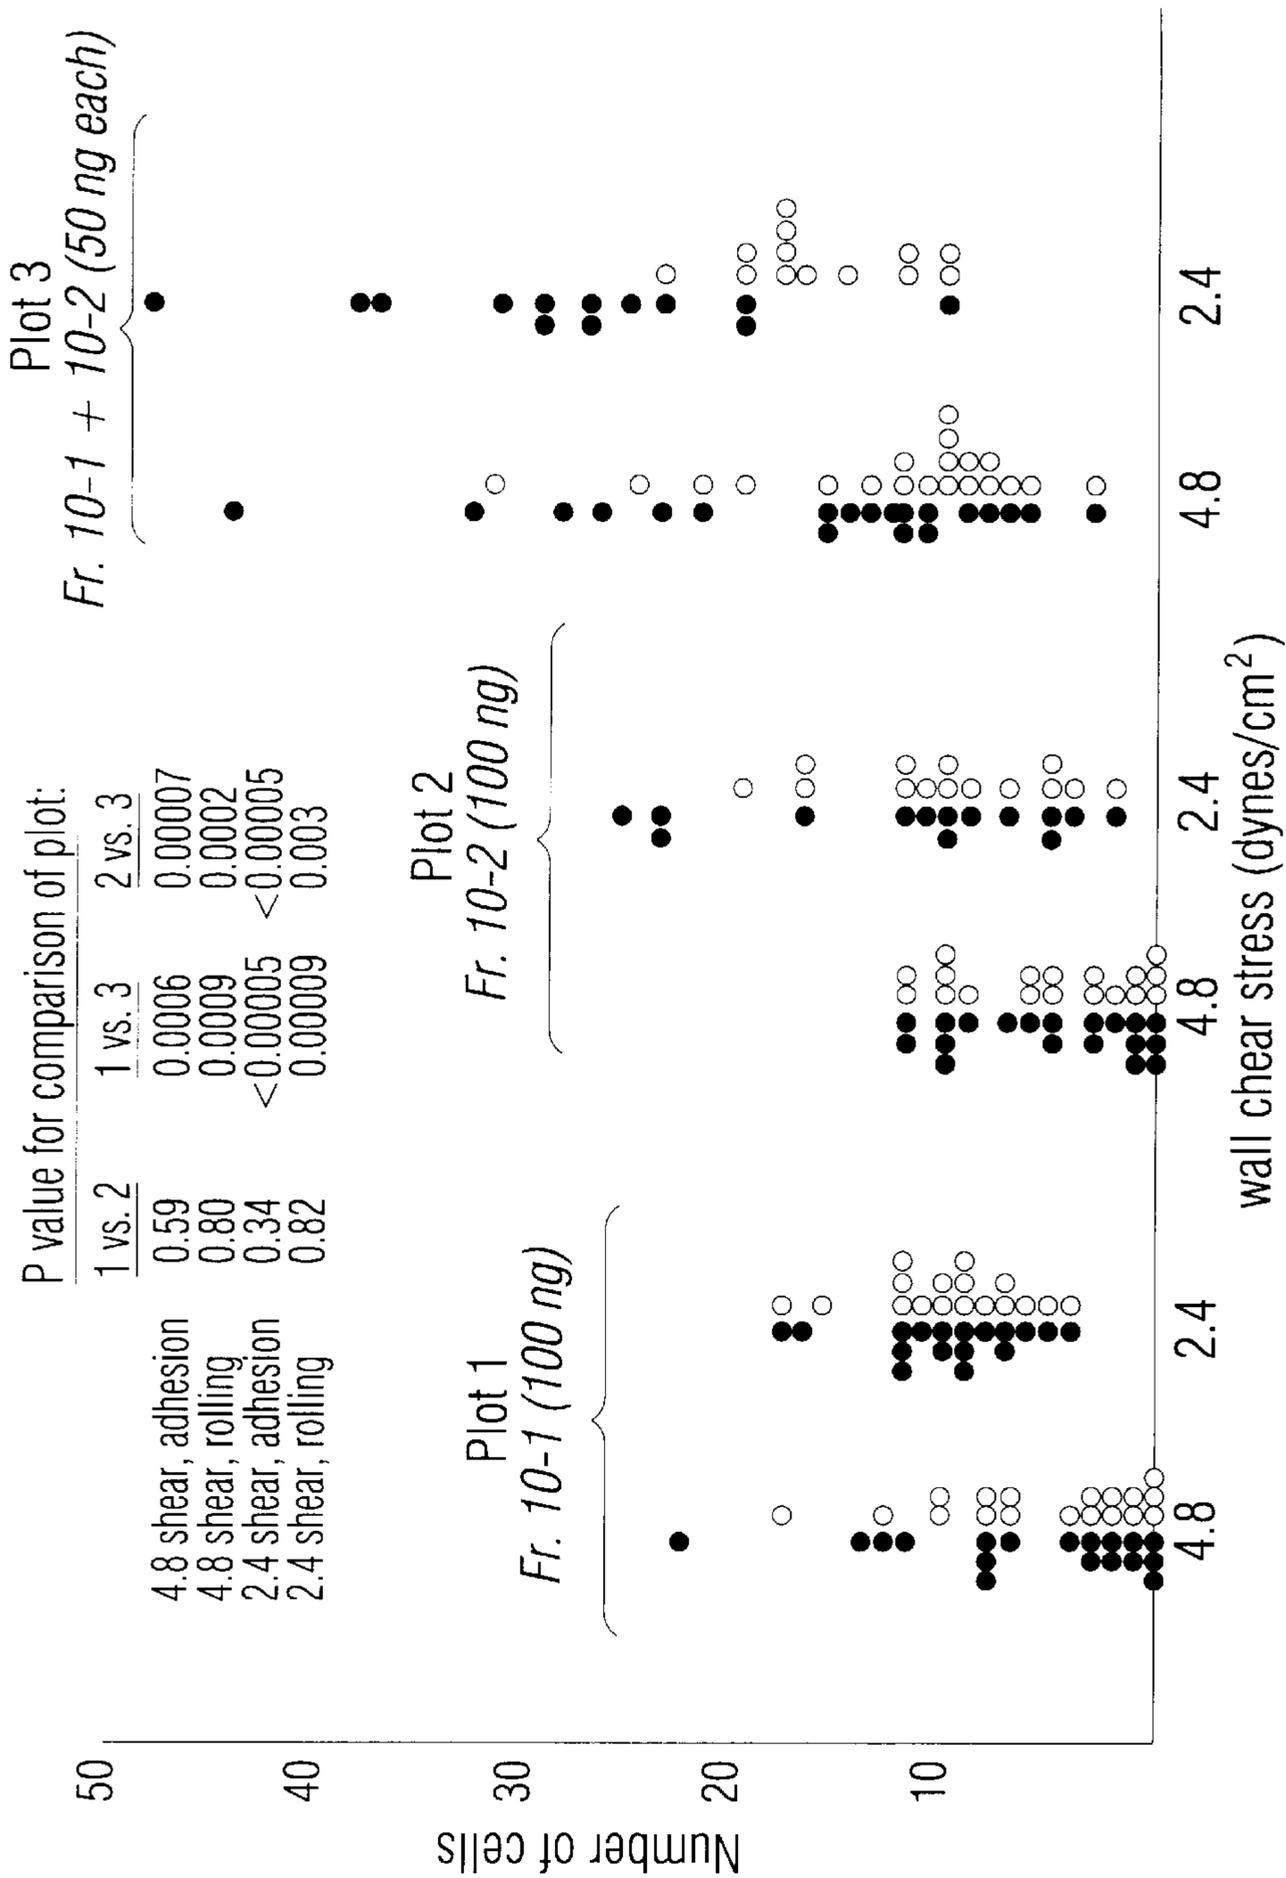 P value for comparison of plot:
1 vs. 2 1 vs. 3 2 vs. 3
4.8 shear, adhesion 0.59 0.0006 0.00007
4.8 shear, rolling 0.80 0.0009 0.0002
2.4 shear, adhesion 0.34 <0.00005 <0.00005
2.4 shear, rolling 0.82 0.00009 0.003
Plot 3
Fr. 10-1 + 10-2 (50 ng each)
Plot 2
Fr. 10-2 (100 ng)
Plot 1
Fr. 10-1 (100 ng)
50
40
30
20
10
Number of cells
4.8 2.4 4.8 2.4 4.8 2.4
wall chear stress (dynes/cm²)